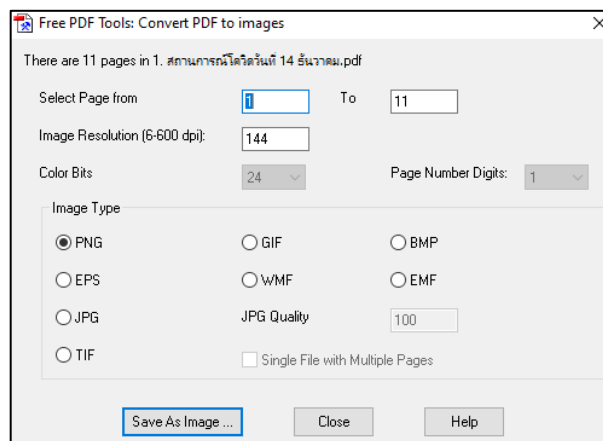 Free PDF Tools: Convert PDF to images
There are 11 pages in 1. สถานการณ์โควิดวันที่ 14 ธันวาคม.pdf
Select Page from 1 To 11
Image Resolution (6-600 dpi): 144
Color Bits 24 Page Number Digits: 1
Image Type
PNG GIF BMP
EPS WMF EMF
JPG JPG Quality 100
TIF Single File with Multiple Pages
Save As Image ... Close Help